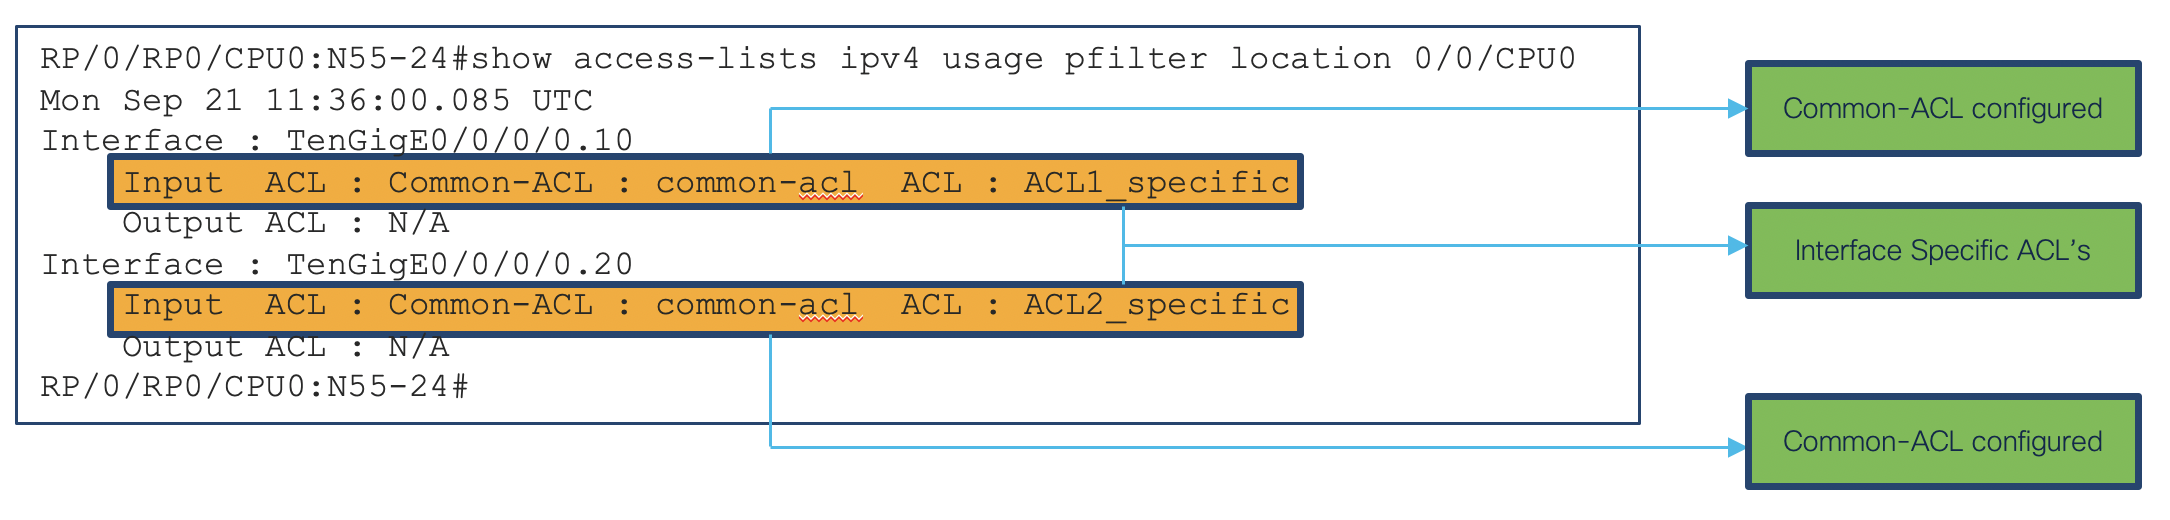 RP/0/RP0/CPU0:N55-24#show access-lists ipv4 usage pfilter location 0/0/CPU0
Mon Sep 21 11:36:00.085 UTC
Interface : TenGigE0/0/0/0.10
Input  ACL : Common-ACL : common-acl  ACL : ACL1_specific
Output ACL : N/A
Interface : TenGigE0/0/0/0.20
Input  ACL : Common-ACL : common-acl  ACL : ACL2_specific
Output ACL : N/A
RP/0/RP0/CPU0:N55-24#
Common-ACL configured
Interface Specific ACL’s
Common-ACL configured